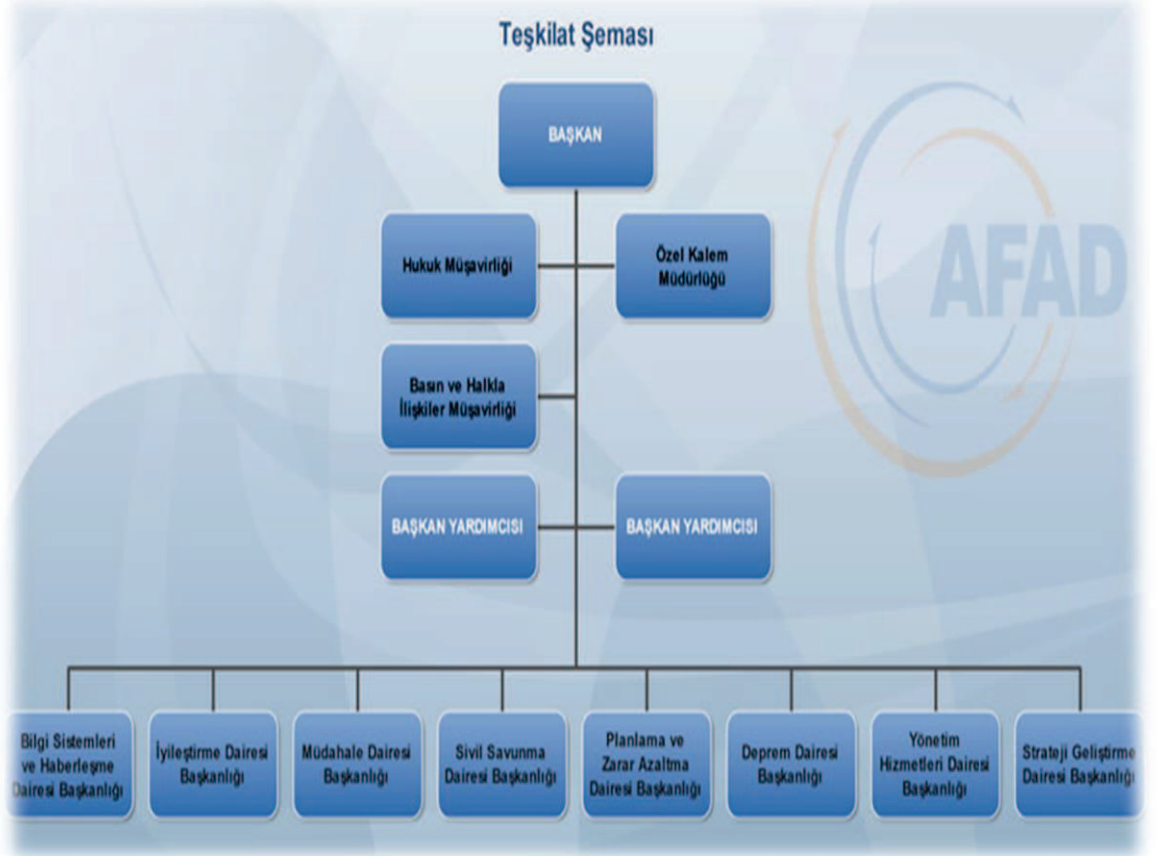 Teşkilat Şeması
BAŞKAN
Hukuk Müşavirliği
Özel Kalem
Müdürlüğü
AFAD
Basın ve Halkla
İlişkiler Müşavirliği
BAŞKAN YARDIMCISI
BAŞKAN YARDIMCISI
Bilgi Sistemleri
ve Haberleşme
Dairesi Başkanlığı
İyileştirme Dairesi
Başkanlığı
Müdahale Dairesi
Başkanlığı
Sivil Savunma
Dairesi Başkanlığı
Planlama ve
Zarar Azaltma
Dairesi Başkanlığı
Deprem Dairesi
Başkanlığı
Yönetim
Hizmetleri Dairesi
Başkanlığı
Strateji Geliştirme
Dairesi Başkanlığı